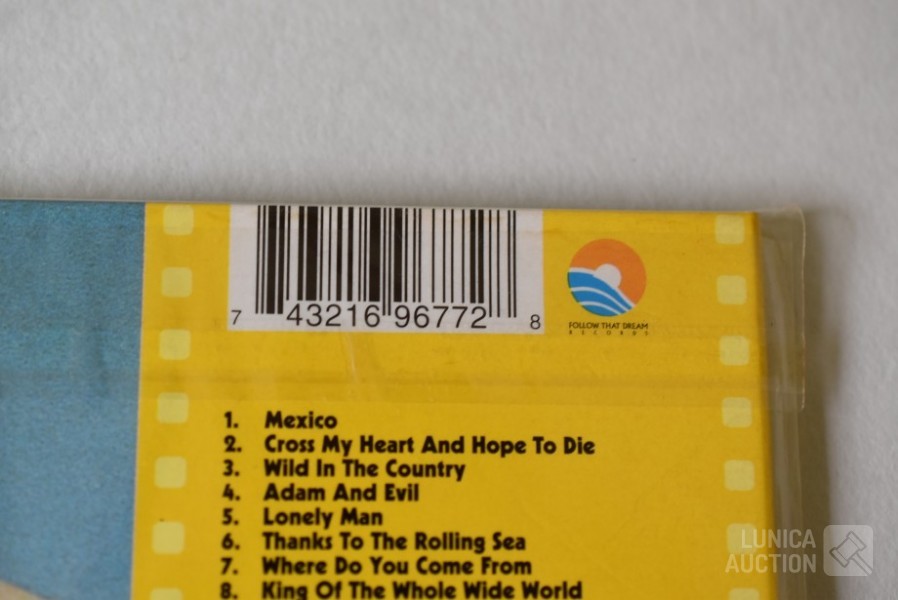 7 43216 96772 8
FOLLOW THAT DREAM
RECORDS
1. Mexico
2. Cross My Heart And Hope To Die
3. Wild In The Country
4. Adam And Evil
5. Lonely Man
6. Thanks To The Rolling Sea
7. Where Do You Come From
8. King Of The Whole Wide World
LUNICA
AUCTION